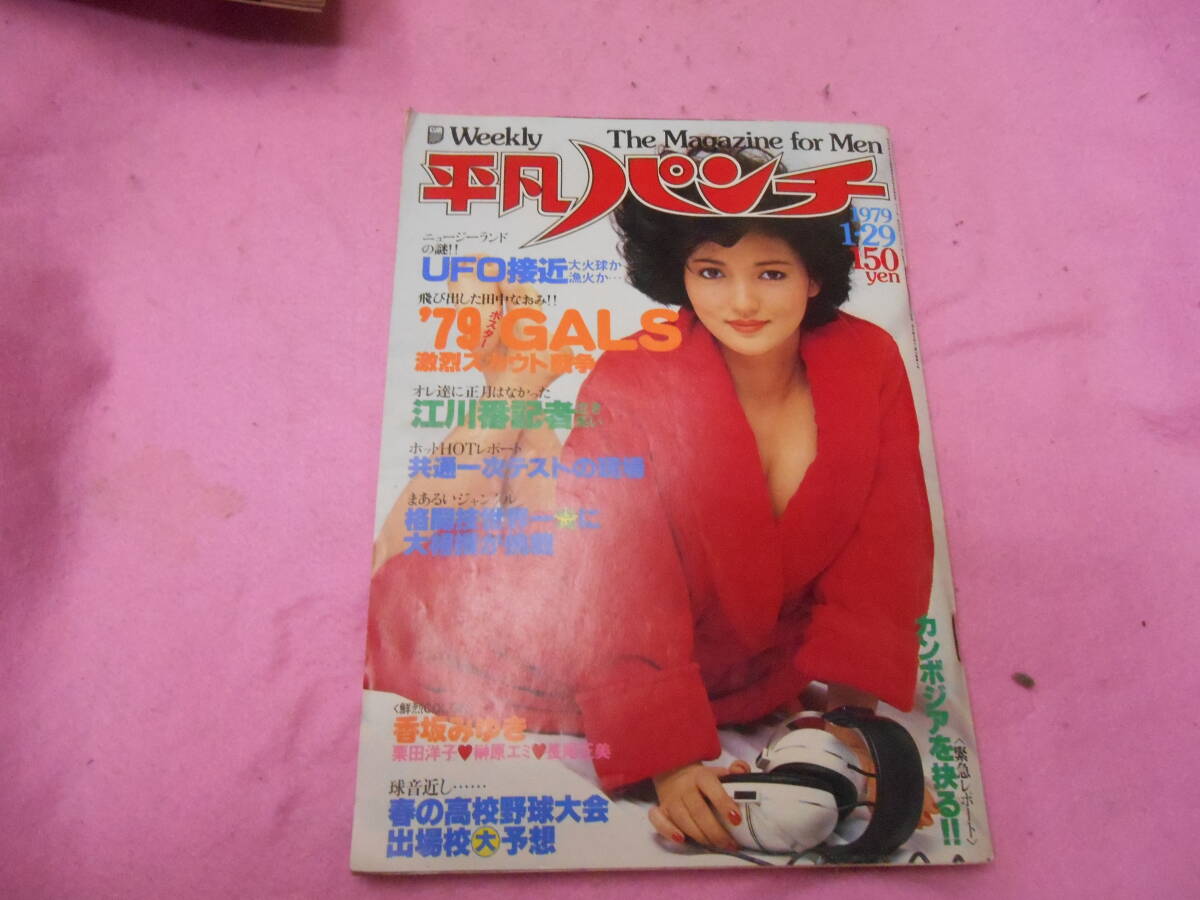 Weekly The Magazine for Men
平凡パンチ
1979
1·29
150
yen
ニュージーランド
の謎!!
UFO接近 大火球か
漁火か…
飛び出した田中なおみ!!
'79 ポスター GALS
激烈スカウト戦争
オレ達に正月はなかった
江川番記者
ホットHOTレポート
共通一次テストの
まあるいジャングル
格闘技世界一 に
大相撲が挑戦
香坂みゆき
栗田洋子♥榊原エミ♥長尾正美
球音近し……
春の高校野球大会
出場校大予想
カンボジアを抉る!!
〈緊急レポート〉